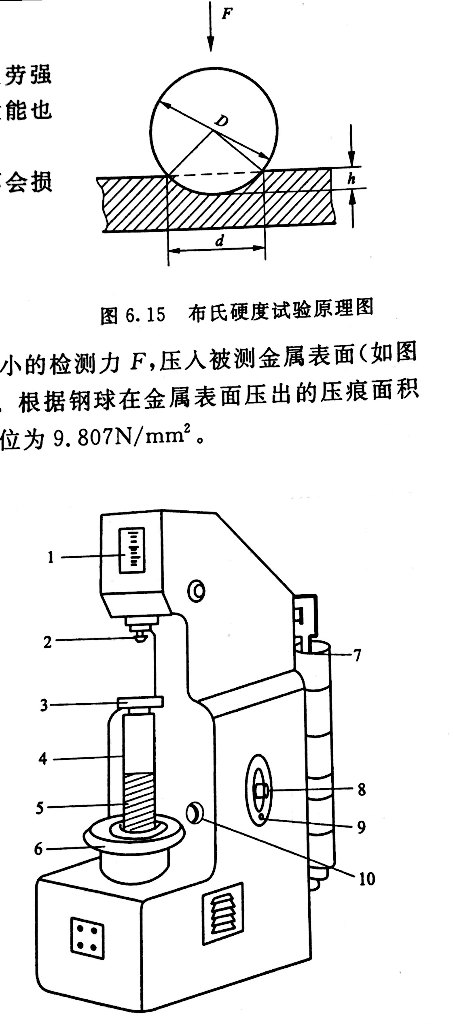 F
劳强
能也
D
会损
h
d
图 6.15 布氏硬度试验原理图
小的检测力 F,压入被测金属表面(如图
根据钢球在金属表面压出的压痕面积
位为 9.807N/mm²。
1
2
7
3
4
5
8
6
9
10